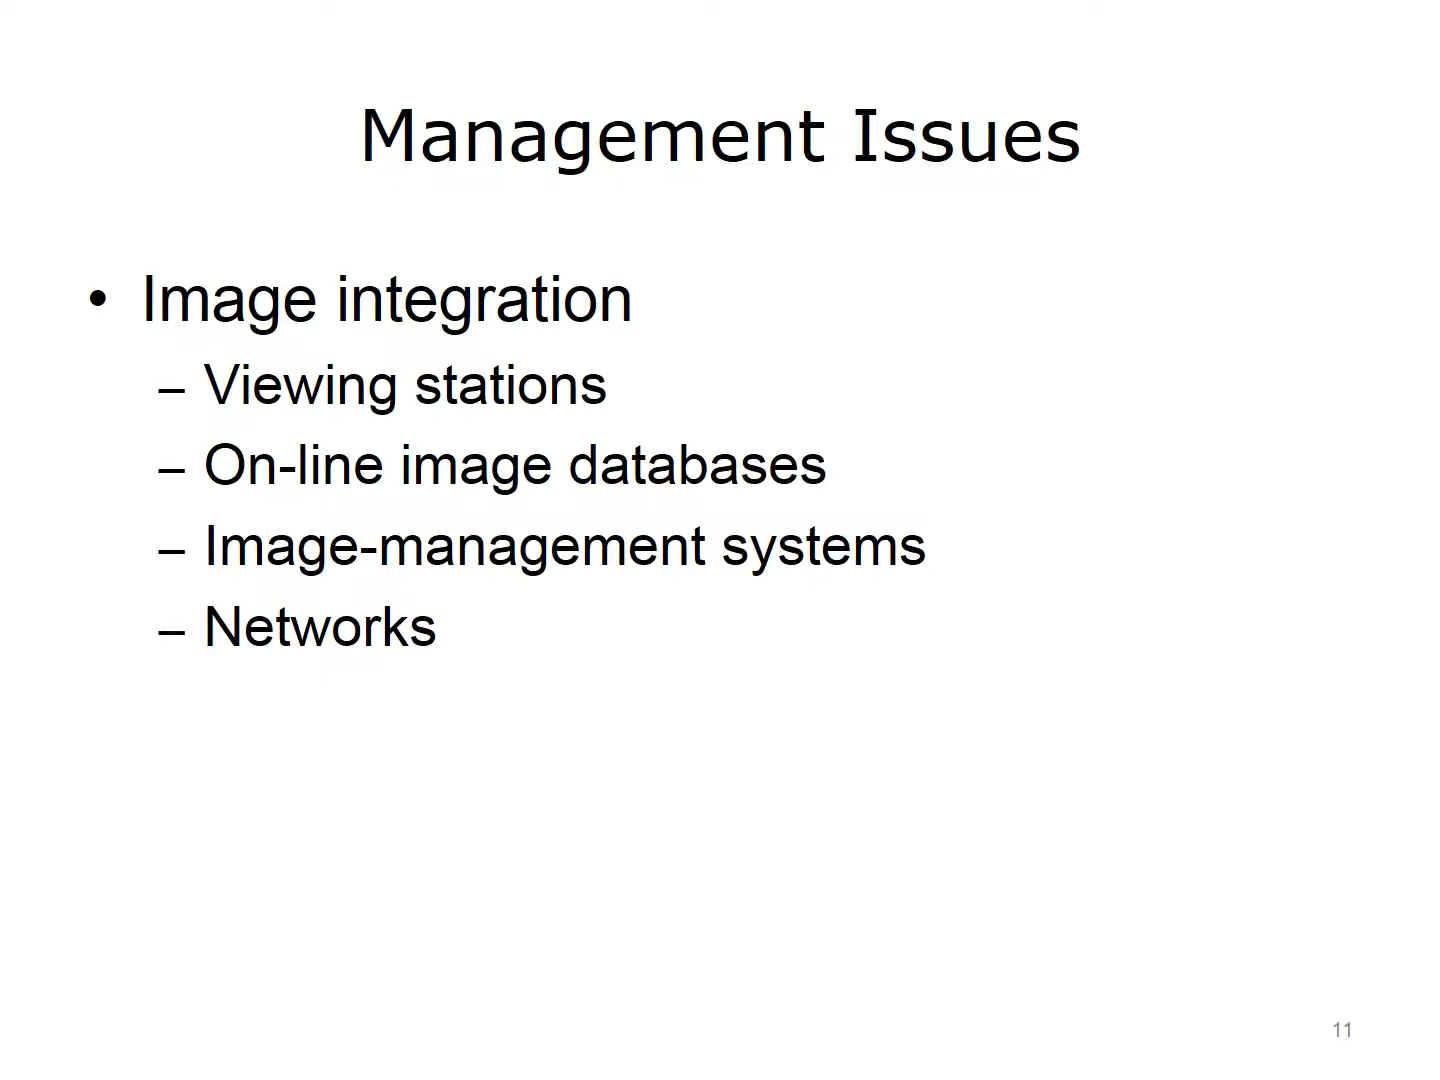 Management Issues
• Image integration
– Viewing stations
– On-line image databases
– Image-management systems
– Networks
11